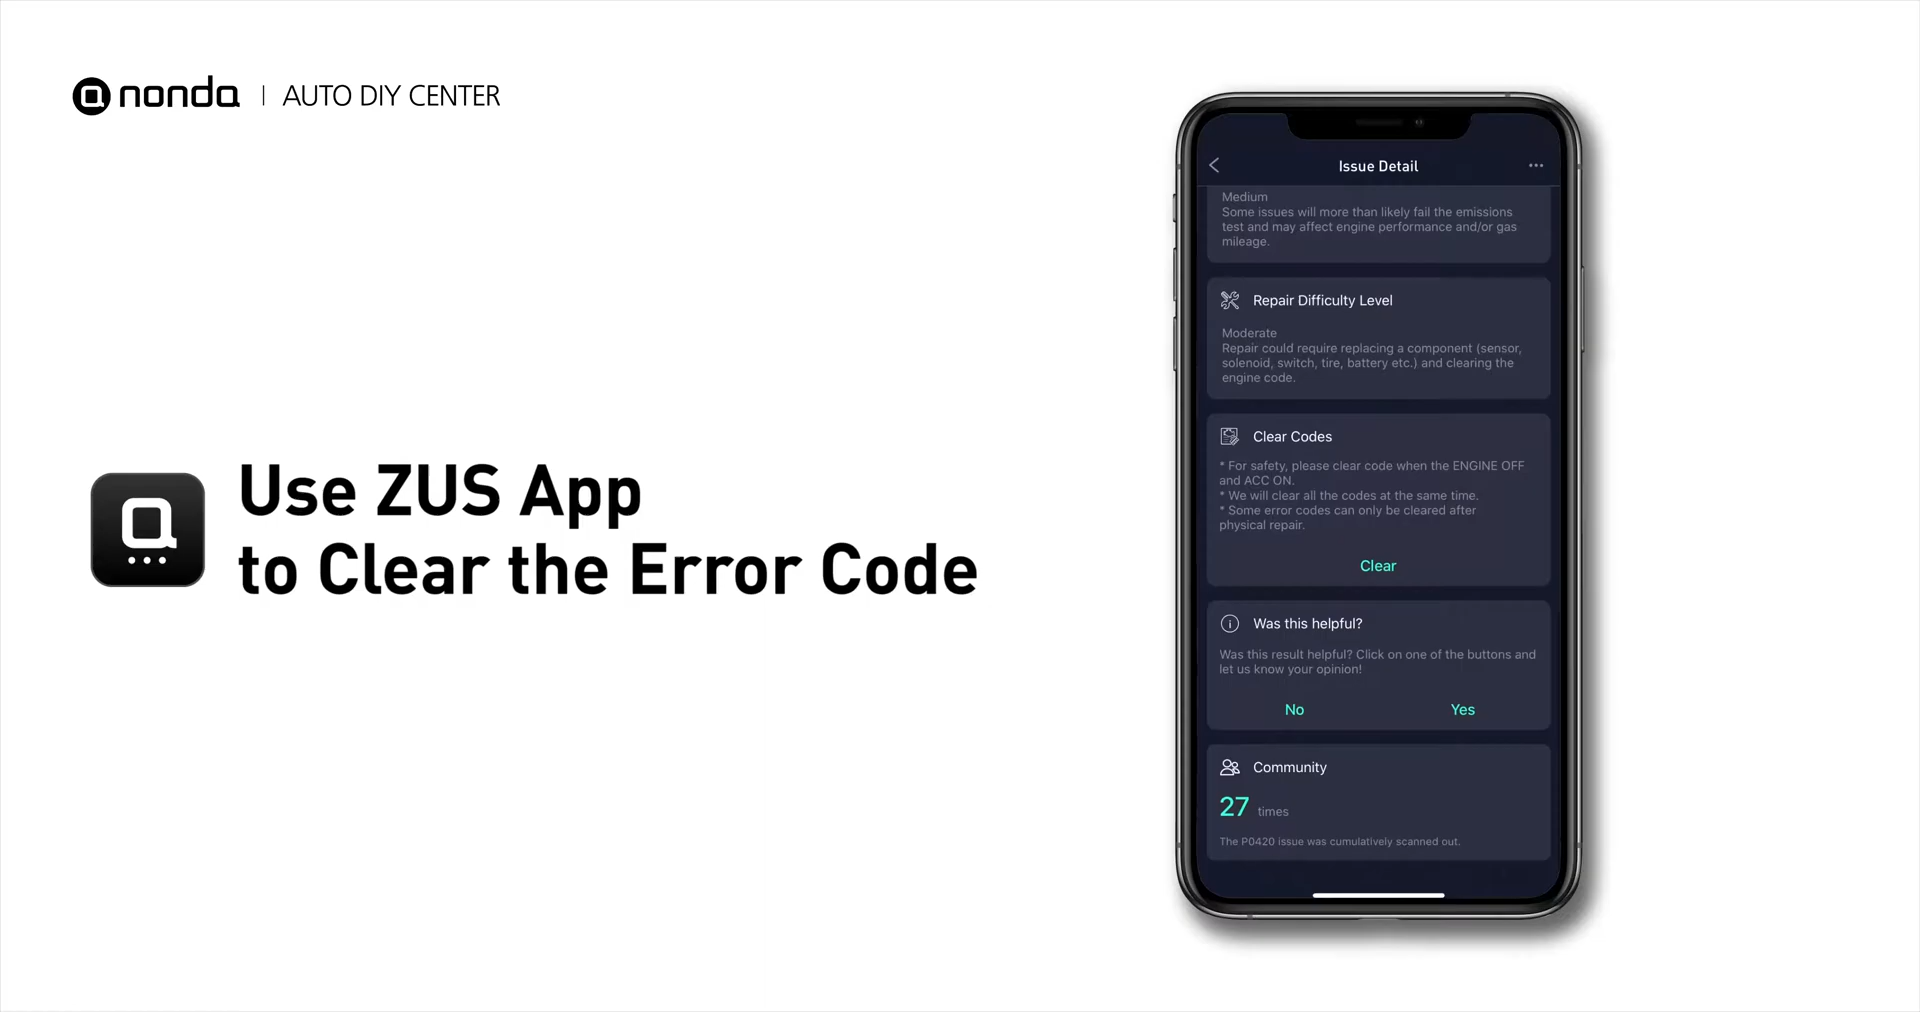 nonda | AUTO DIY CENTER
Use ZUS App
to Clear the Error Code
Issue Detail
Medium
Some issues will more than likely fail the emissions
test and may affect engine performance and/or gas
mileage.
Repair Difficulty Level
Moderate
Repair could require replacing a component (sensor,
solenoid, switch, tire, battery etc.) and clearing the
engine code.
Clear Codes
* For safety, please clear code when the ENGINE OFF
and ACC ON.
* We will clear all the codes at the same time.
* Some error codes can only be cleared after
physical repair.
Clear
Was this helpful?
Was this result helpful? Click on one of the buttons and
let us know your opinion!
No Yes
Community
27 times
The P0420 issue was cumulatively scanned out.